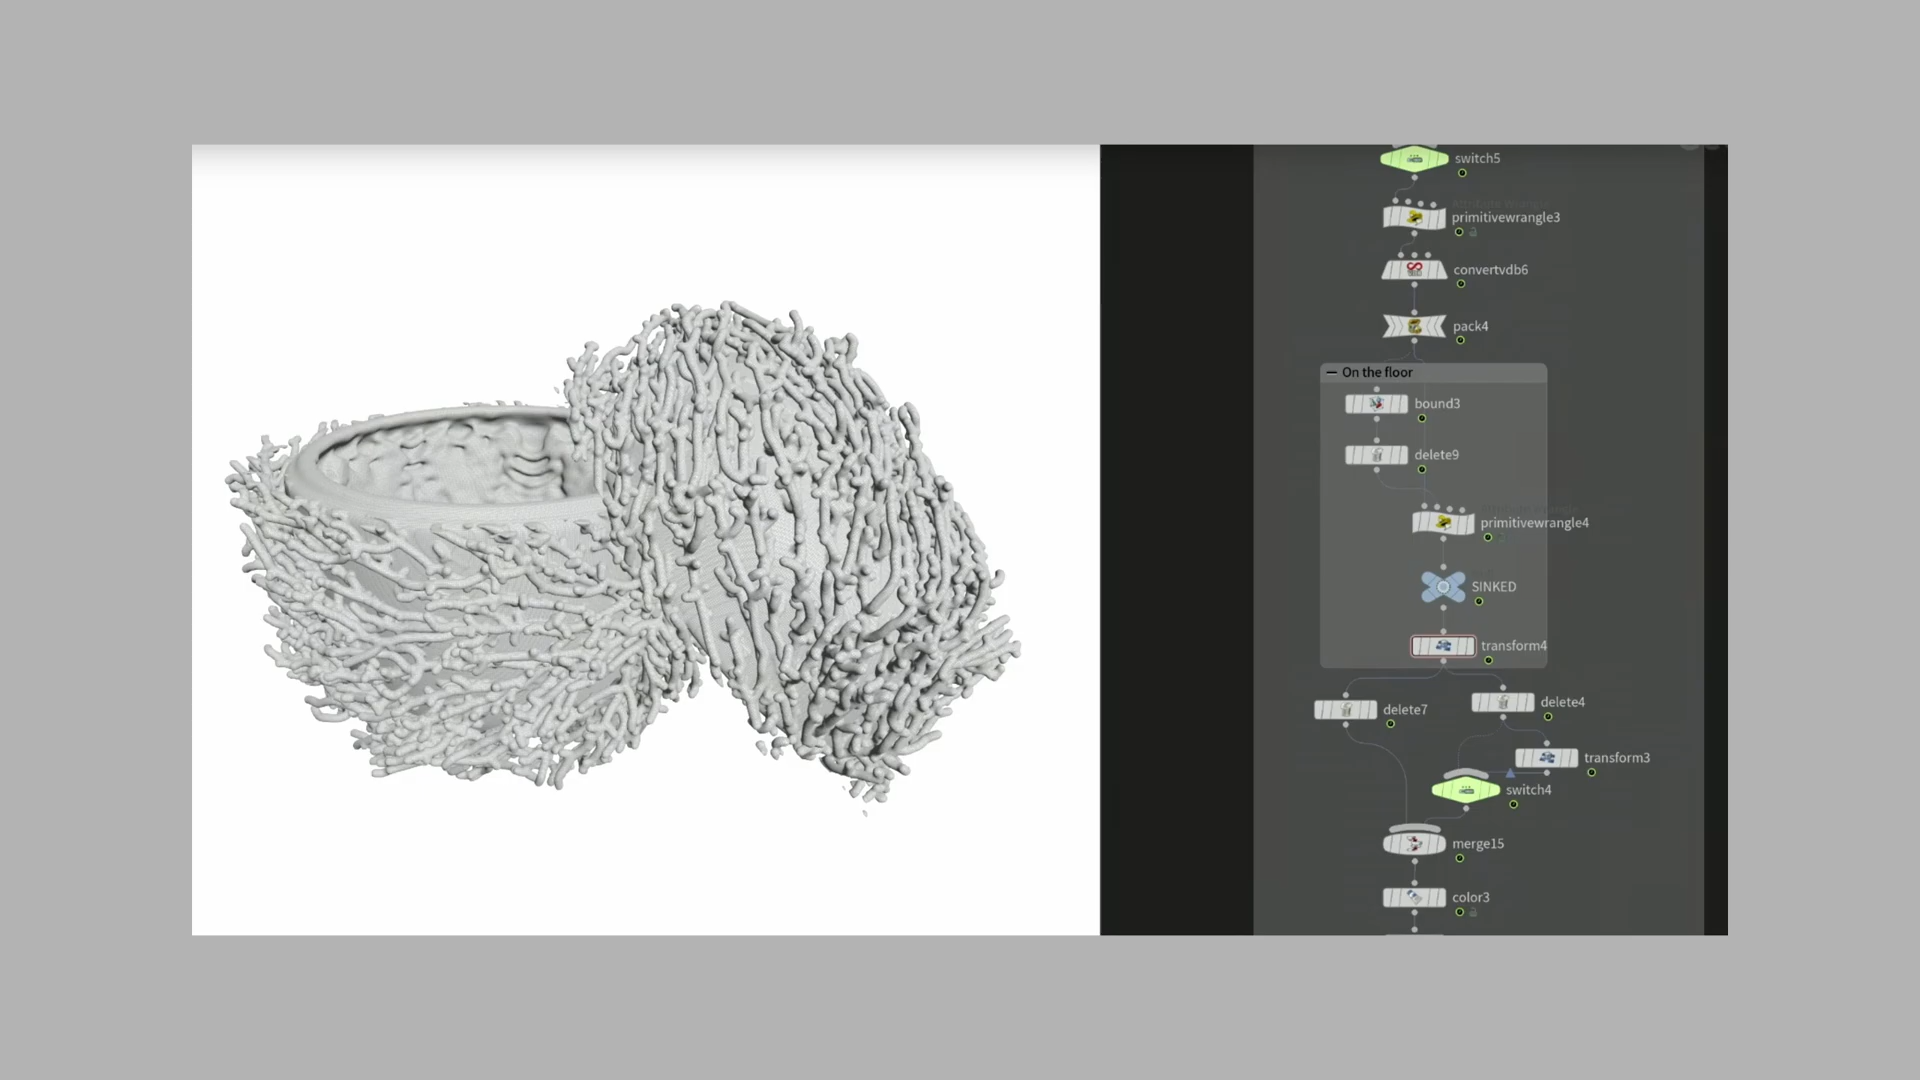 switch5
primitivewrangle3
convertvdb6
pack4
On the floor
bound3
delete9
primitivewrangle4
SINKED
transform4
delete7
delete4
transform3
switch4
merge15
color3